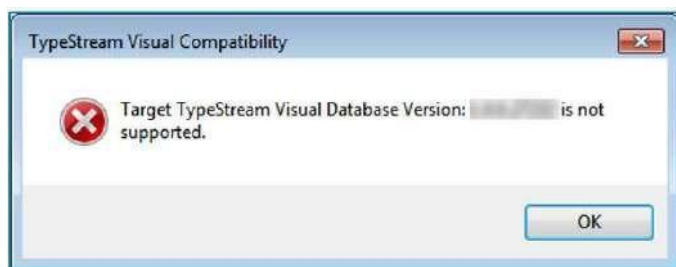 TypeStream Visual Compatibility
Target TypeStream Visual Database Version: is not
supported.
OK